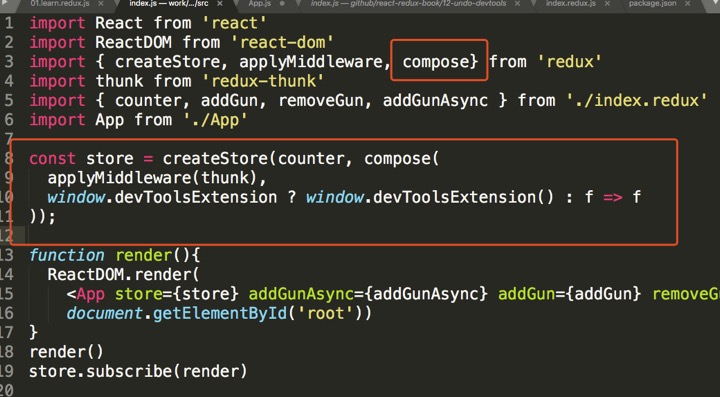 01.learn.redux.js × index.js — work/.../src × App.js index.js — github/react-redux-book/12-undo-devtools × index.redux.js × package.json ×
1 import React from 'react'
2 import ReactDOM from 'react-dom'
3 import { createStore, applyMiddleware, compose} from 'redux'
4 import thunk from 'redux-thunk'
5 import { counter, addGun, removeGun, addGunAsync } from './index.redux'
6 import App from './App'
7
8 const store = createStore(counter, compose(
9 applyMiddleware(thunk),
10 window.devToolsExtension ? window.devToolsExtension() : f => f
11 ));
12
13 function render(){
14 ReactDOM.render(
15 <App store={store} addGunAsync={addGunAsync} addGun={addGun} removeG
16 document.getElementById('root'))
17 }
18 render()
19 store.subscribe(render)
20